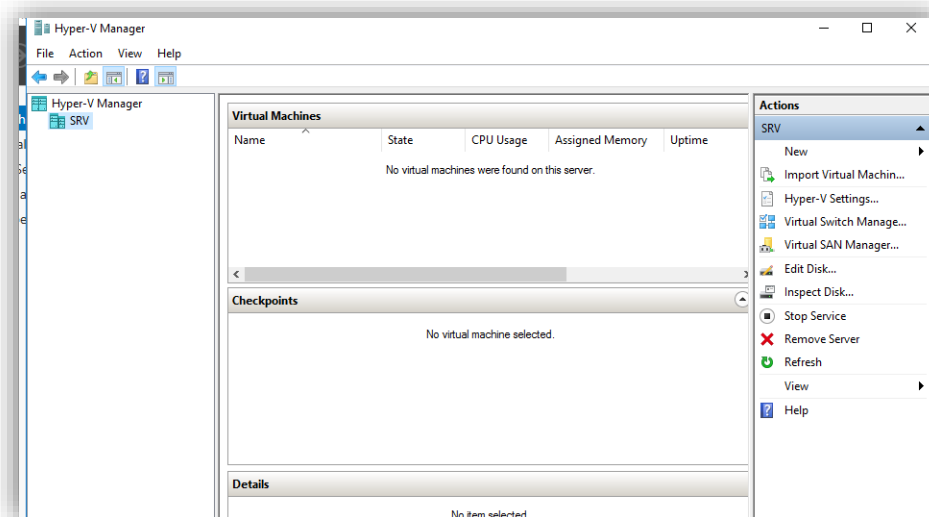 Hyper-V Manager
File Action View Help
Hyper-V Manager
SRV
Virtual Machines
Name State CPU Usage Assigned Memory Uptime
No virtual machines were found on this server.
Checkpoints
No virtual machine selected.
Details
No item selected.
Actions
SRV
New
Import Virtual Machin...
Hyper-V Settings...
Virtual Switch Manage...
Virtual SAN Manager...
Edit Disk...
Inspect Disk...
Stop Service
Remove Server
Refresh
View
Help